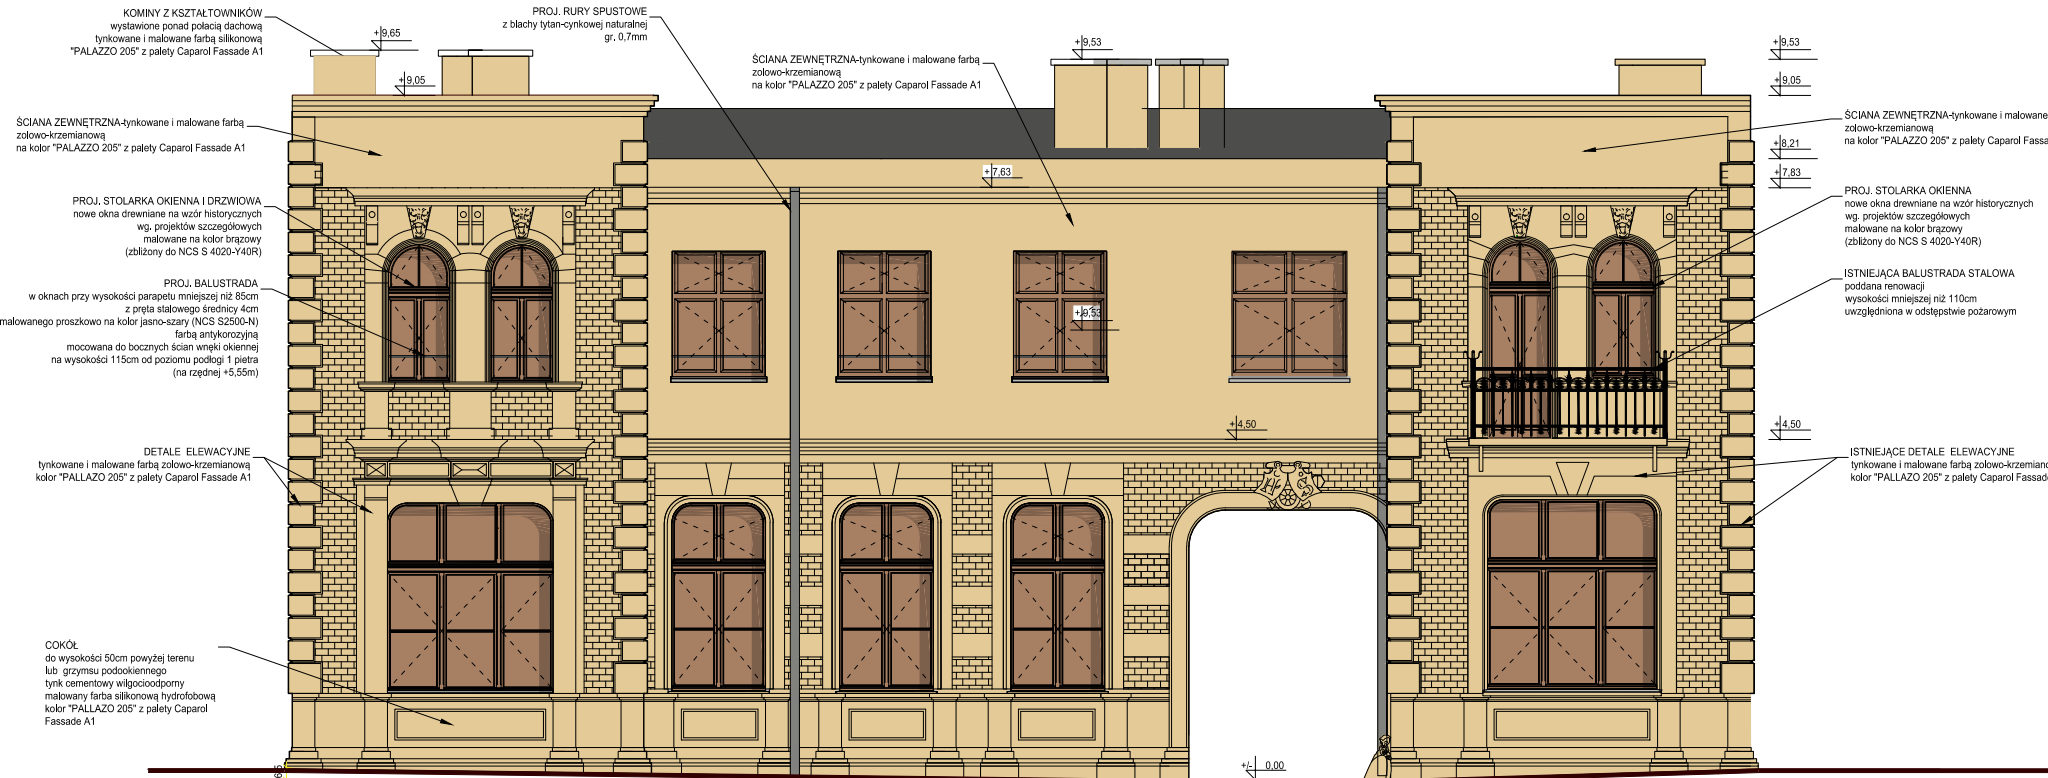 KOMINY Z KSZTAŁTOWNIKÓW
wystawione ponad połacią dachową
tynkowane i malowane farbą silikonową
"PALAZZO 205" z palety Caparol Fassade A1
+9,65
+9,05
PROJ. RURY SPUSTOWE
z blachy tytan-cynkowej naturalnej
gr. 0,7mm
ŚCIANA ZEWNĘTRZNA-tynkowane i malowane farbą
zolowo-krzemianową
na kolor "PALAZZO 205" z palety Caparol Fassade A1
+9,53
+9,53
+9,05
+8,21
+7,83
ŚCIANA ZEWNĘTRZNA-tynkowane i malowane farbą
zolowo-krzemianową
na kolor "PALAZZO 205" z palety Caparol Fassade A1
ŚCIANA ZEWNĘTRZNA-tynkowane i malowane
zolowo-krzemianową
na kolor "PALAZZO 205" z palety Caparol Fassa
+7,63
PROJ. STOLARKA OKIENNA I DRZWIOWA
nowe okna drewniane na wzór historycznych
wg. projektów szczegółowych
malowane na kolor brązowy
(zbliżony do NCS S 4020-Y40R)
PROJ. STOLARKA OKIENNA
nowe okna drewniane na wzór historycznych
wg. projektów szczegółowych
malowane na kolor brązowy
(zbliżony do NCS S 4020-Y40R)
PROJ. BALUSTRADA
w oknach przy wysokości parapetu mniejszej niż 85cm
z pręta stalowego średnicy 4cm
malowanego proszkowo na kolor jasno-szary (NCS S2500-N)
farbą antykorozyjną
mocowana do bocznych ścian wnęki okiennej
na wysokości 115cm od poziomu podłogi 1 pietra
(na rzędnej +5,55m)
+9,53
ISTNIEJĄCA BALUSTRADA STALOWA
poddana renowacji
wysokości mniejszej niż 110cm
uwzględniona w odstępstwie pożarowym
+4,50
+4,50
DETALE ELEWACYJNE
tynkowane i malowane farbą zolowo-krzemianową
kolor "PALLAZO 205" z palety Caparol Fassade A1
ISTNIEJĄCE DETALE ELEWACYJNE
tynkowane i malowane farbą zolowo-krzemiano
kolor "PALLAZO 205" z palety Caparol Fassade
COKÓŁ
do wysokości 50cm powyżej terenu
lub grzymsu podookiennego
tynk cementowy wilgocioodporny
malowany farba silikonową hydrofobową
kolor "PALLAZO 205" z palety Caparol
Fassade A1
+/- 0,00